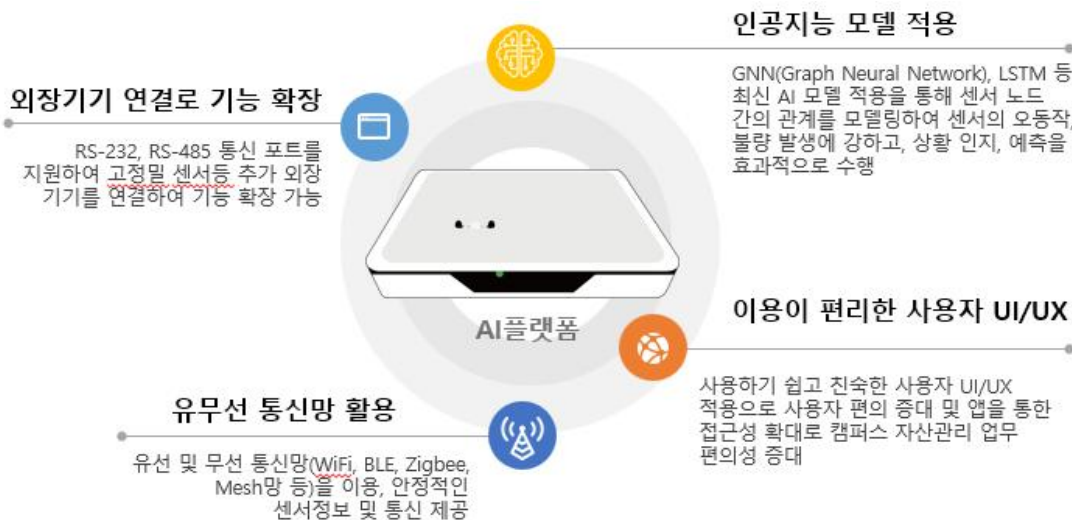 인공지능 모델 적용
GNN(Graph Neural Network), LSTM 등
최신 AI 모델 적용을 통해 센서 노드
간의 관계를 모델링하여 센서의 오동작,
불량 발생에 강하고, 상황 인지, 예측을
효과적으로 수행
외장기기 연결로 기능 확장
RS-232, RS-485 통신 포트를
지원하여 고정밀 센서등 추가 외장
기기를 연결하여 기능 확장 가능
AI플랫폼
이용이 편리한 사용자 UI/UX
사용하기 쉽고 친숙한 사용자 UI/UX
적용으로 사용자 편의 증대 및 앱을 통한
접근성 확대로 캠퍼스 자산관리 업무
편의성 증대
유무선 통신망 활용
유선 및 무선 통신망(WiFi, BLE, Zigbee,
Mesh망 등)을 이용, 안정적인
센서정보 및 통신 제공